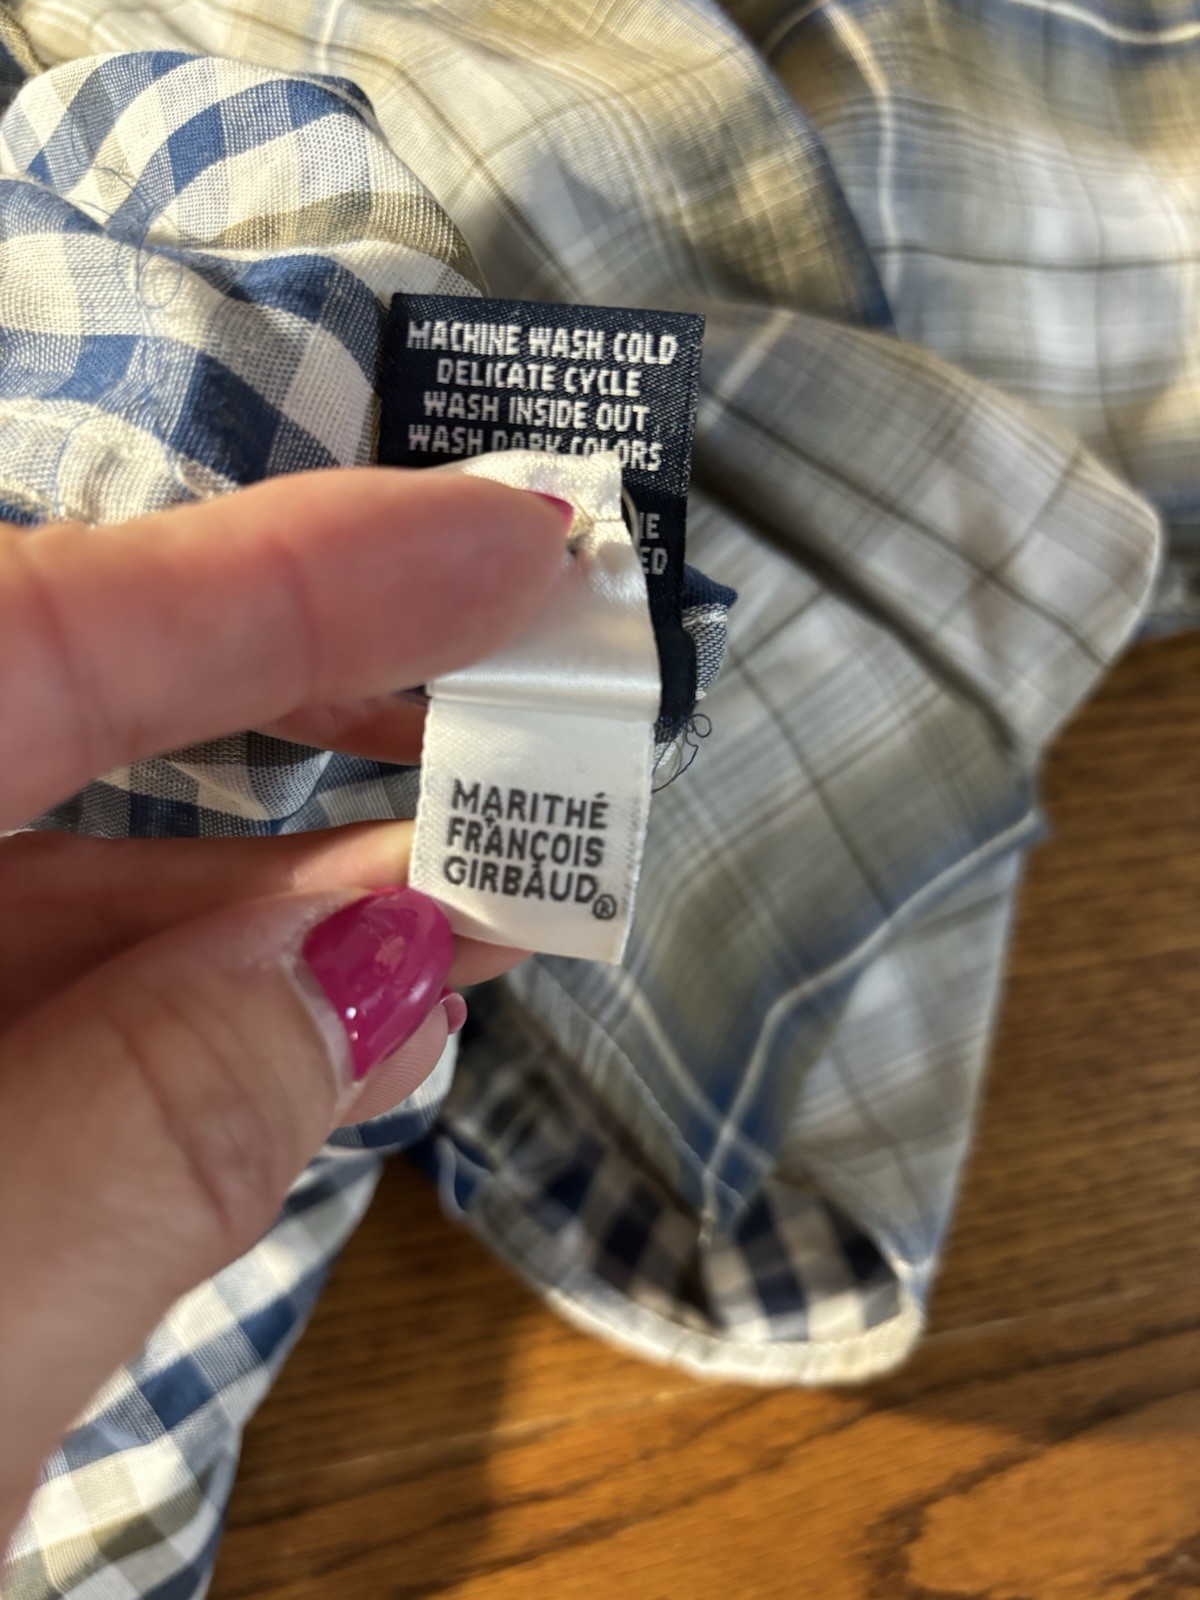 MACHINE WASH COLD
DELICATE CYCLE
WASH INSIDE OUT
WASH DARK COLORS
MARITHÉ
+
FRANÇOIS
GIRBAUD®